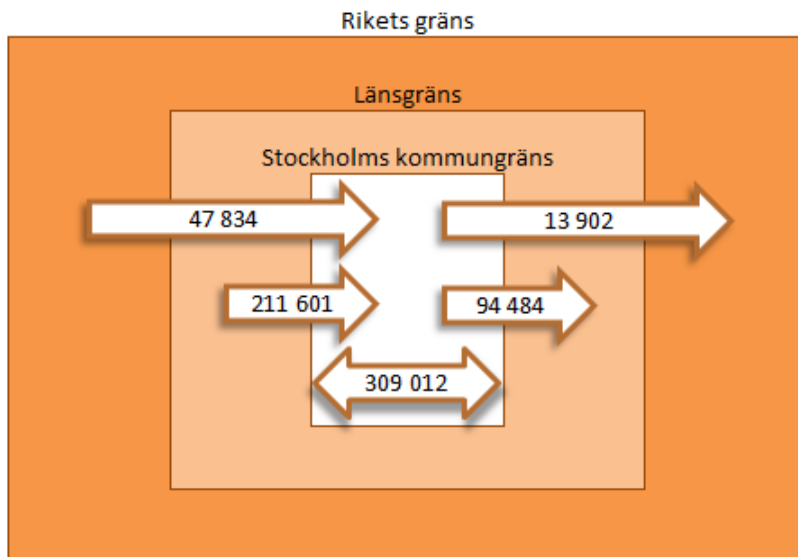 Rikets gräns
Länsgräns
Stockholms kommungräns
47 834
13 902
211 601
94 484
309 012